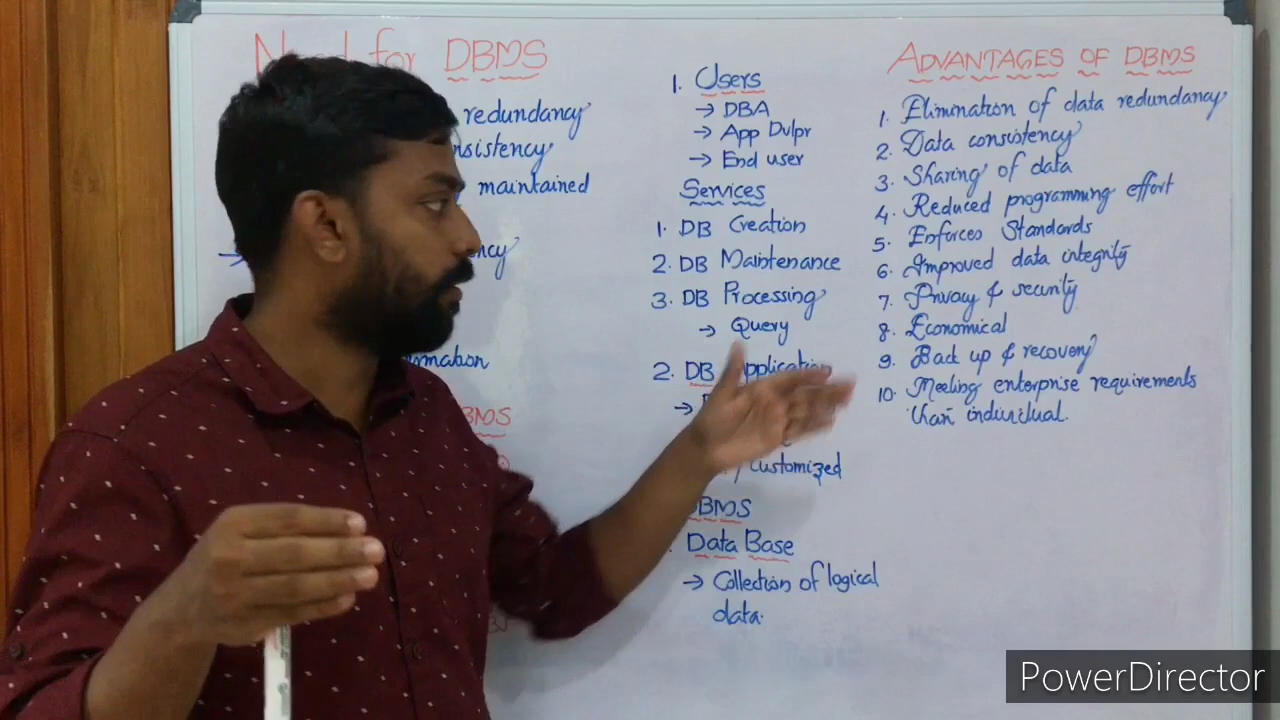 Need for DBMS
redundancy
nsistency
maintained
ncy
rmation
BMS
1. Users
→ DBA
→ App Dvlpr
→ End user
Services
1. DB Creation
2. DB Maintenance
3. DB Processing
→ Query
2. DB Application
→
/ customized
DBMS
Data Base
→ Collection of logical
data.
ADVANTAGES OF DBMS
1. Elimination of data redundancy
2. Data consistency
3. Sharing of data
4. Reduced programming effort
5. Enforces Standards
6. Improved data integrity
7. Privacy & security
8. Economical
9. Back up & recovery
10. Meeting enterprise requirements
than individual.
PowerDirector